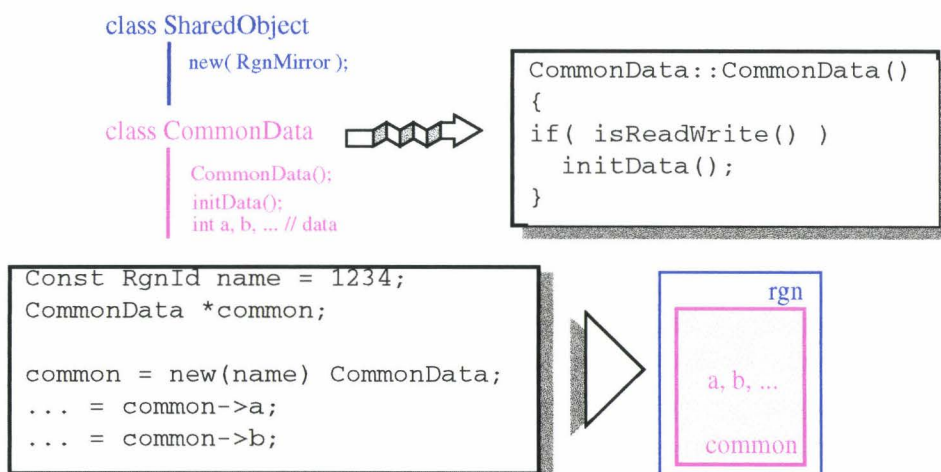 class SharedObject
new( RgnMirror );
class CommonData
CommonData();
initData();
int a, b, ... // data
CommonData::CommonData()
{
if( isReadWrite() )
initData();
}
Const RgnId name = 1234;
CommonData *common;
common = new(name) CommonData;
... = common->a;
... = common->b;
rgn
a, b, ...
common